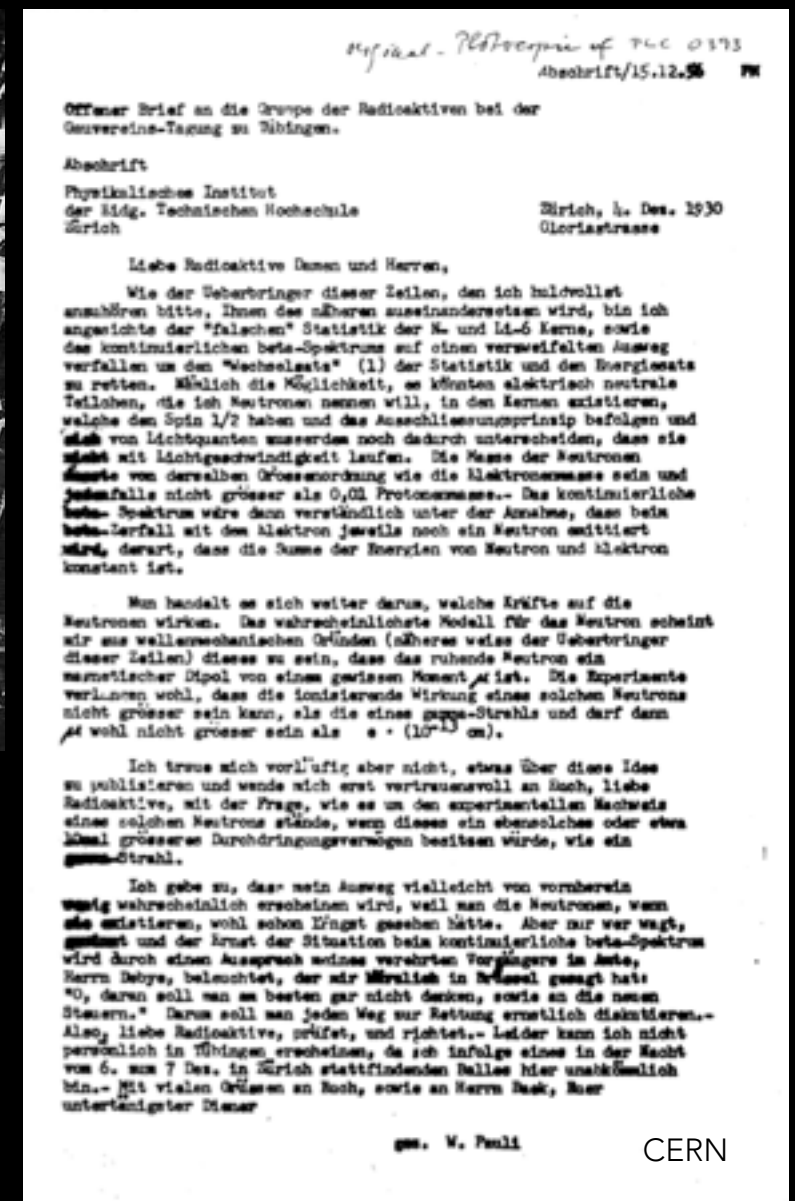 Original - Photocopie of PLC 0393
Abschrift/15.12.56 PM
Offener Brief an die Gruppe der Radioaktiven bei der
Gauvereins-Tagung zu Tübingen.
Abschrift
Physikalisches Institut
der Eidg. Technischen Hochschule
Zürich
Zürich, 4. Dez. 1930
Gloriastrasse
Liebe Radioaktive Damen und Herren,
Wie der Ueberbringer dieser Zeilen, den ich huldvollst
anzuhören bitte, Ihnen des näheren auseinandersetzen wird, bin ich
angesichts der "falschen" Statistik der N- und Li-6 Kerne, sowie
des kontinuierlichen beta-Spektrums auf einen verzweifelten Ausweg
verfallen um den "Wechselsatz" (1) der Statistik und den Energiesatz
zu retten. Nämlich die Möglichkeit, es könnten elektrisch neutrale
Teilchen, die ich Neutronen nennen will, in den Kernen existieren,
welche den Spin 1/2 haben und das Ausschliessungsprinzip befolgen und
sich von Lichtquanten ausserdem noch dadurch unterscheiden, dass sie
nicht mit Lichtgeschwindigkeit laufen. Die Masse der Neutronen
von derselben Grossenordnung wie die Elektronenmasse sein und
jedenfalls nicht grösser als 0,01 Protonenmasse.- Das kontinuierliche
beta- Spektrum wäre dann verständlich unter der Annahme, dass beim
beta-Zerfall mit dem Elektron jeweils noch ein Neutron emittiert
wird, derart, dass die Summe der Energien von Neutron und Elektron
konstant ist.
Nun handelt es sich weiter darum, welche Kräfte auf die
Neutronen wirken. Das wahrscheinlichste Modell für das Neutron scheint
mir aus wellenmechanischen Gründen (näheres weiss der Ueberbringer
dieser Zeilen) dieses zu sein, dass das ruhende Neutron ein
magnetischer Dipol von einem gewissen Moment μ ist. Die Experimente
verlangen wohl, dass die ionisierende Wirkung eines solchen Neutrons
nicht grösser sein kann, als die eines gamma-Strahls und darf dann
μ wohl nicht grösser sein als e · (10⁻¹³ cm).
Ich traue mich vorläufig aber nicht, etwas über diese Idee
zu publizieren und wende mich erst vertrauensvoll an Euch, liebe
Radioaktive, mit der Frage, wie es um den experimentellen Nachweis
eines solchen Neutrons stände, wenn dieses ein ebensolches oder etwa
10mal grösseres Durchdringungsvermögen besitzen würde, wie ein
gamma-Strahl.
Ich gebe zu, dass mein Ausweg vielleicht von vornherein
wenig wahrscheinlich erscheinen wird, weil man die Neutronen, wenn
sie existieren, wohl schon längst gesehen hätte. Aber nur wer wagt,
gewinnt und der Ernst der Situation beim kontinuierliche beta-Spektrum
wird durch einen Ausspruch meines verehrten Vorgängers im Amte,
Herrn Debye, beleuchtet, der mir kürzlich in Brüssel gesagt hat:
"O, daran soll man am besten gar nicht denken, sowie an die neuen
Steuern." Darum soll man jeden Weg zur Rettung ernstlich diskutieren.-
Also, liebe Radioaktive, prüfet, und richtet.- Leider kann ich nicht
persönlich in Tübingen erscheinen, da ich infolge eines in der Nacht
vom 6. zum 7 Dez. in Zürich stattfindenden Balles hier unabkömmlich
bin.- Mit vielen Grüssen an Euch, sowie an Herrn Back, Euer
untertänigster Diener
ges. W. Pauli
CERN